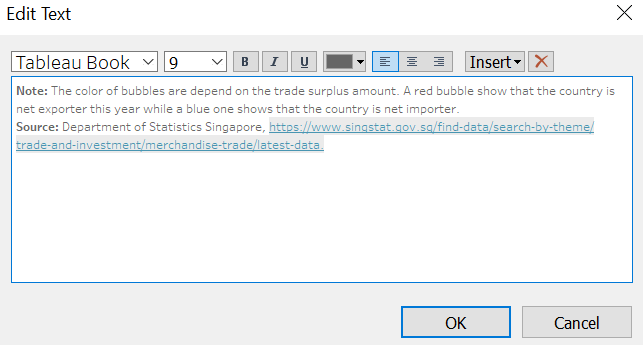 Edit Text
Tableau Book 9 B I U Insert
Note: The color of bubbles are depend on the trade surplus amount. A red bubble show that the country is
net exporter this year while a blue one shows that the country is net importer.
Source: Department of Statistics Singapore, https://www.singstat.gov.sg/find-data/search-by-theme/
trade-and-investment/merchandise-trade/latest-data.
OK Cancel